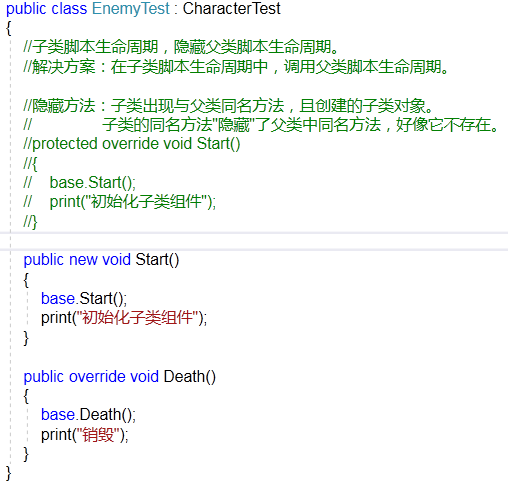 public class EnemyTest : CharacterTest
{
//子类脚本生命周期，隐藏父类脚本生命周期。
//解决方案：在子类脚本生命周期中，调用父类脚本生命周期。
//隐藏方法：子类出现与父类同名方法，且创建的子类对象。
// 子类的同名方法"隐藏"了父类中同名方法，好像它不存在。
//protected override void Start()
//{
// base.Start();
// print("初始化子类组件");
//}
public new void Start()
{
base.Start();
print("初始化子类组件");
}
public override void Death()
{
base.Death();
print("销毁");
}
}